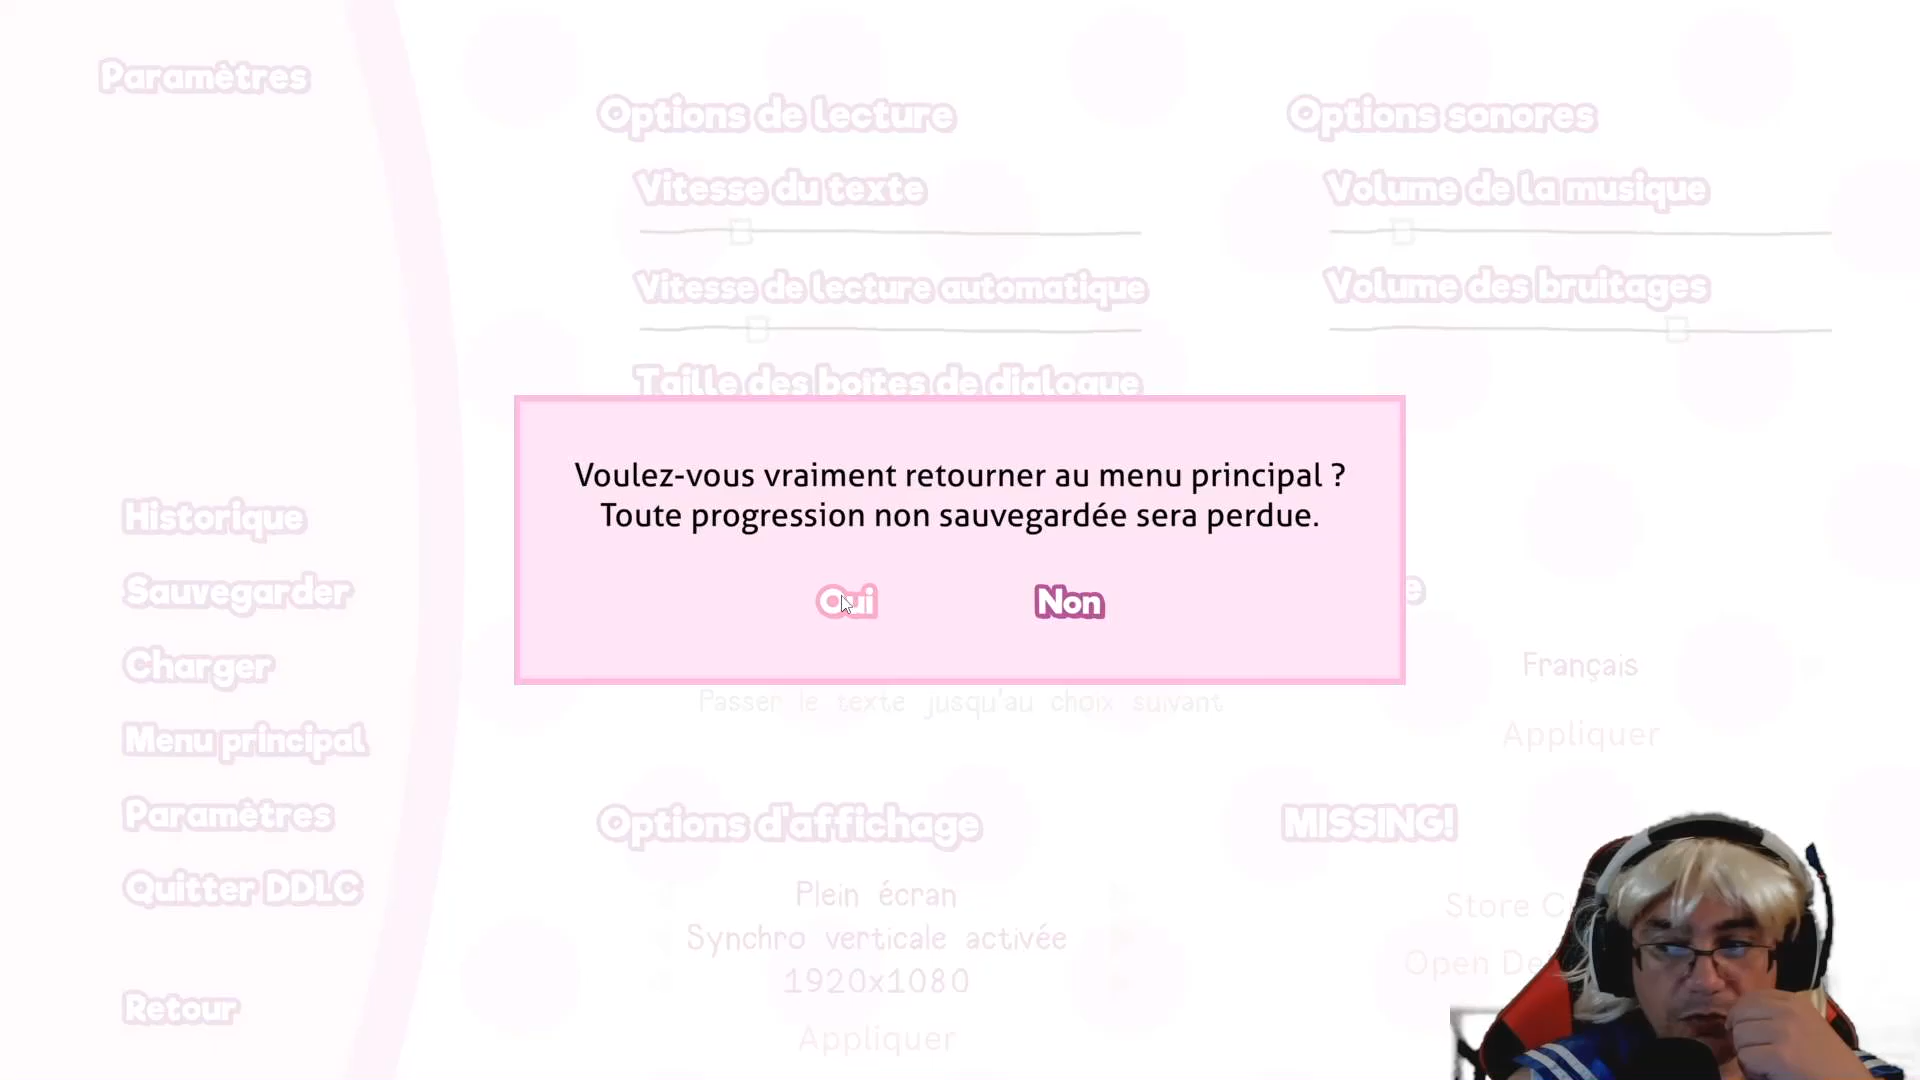 Paramètres
Options de lecture
Options sonores
Vitesse du texte
Volume de la musique
Vitesse de lecture automatique
Volume des bruitages
Taille des boîtes de dialogue
Voulez-vous vraiment retourner au menu principal ?
Toute progression non sauvegardée sera perdue.
Oui
Non
Historique
Sauvegarder
Charger
Menu principal
Paramètres
Quitter DDLC
Retour
Français
Passer le texte jusqu'au choix suivant
Appliquer
Options d'affichage
MISSING!
Plein écran
Synchro verticale activée
1920x1080
Appliquer
Store
Open